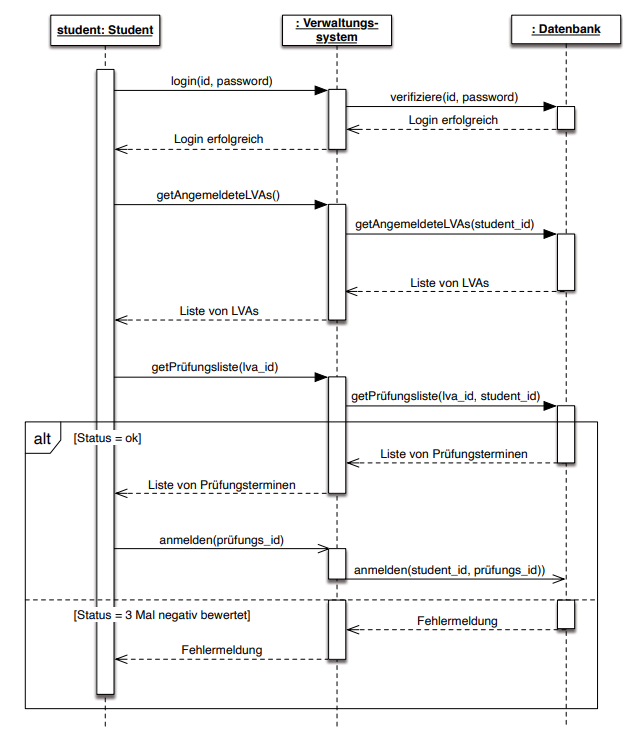 student: Student
: Verwaltungs-
system
: Datenbank
login(id, password)
verifiziere(id, password)
Login erfolgreich
Login erfolgreich
getAngemeldeteLVAs()
getAngemeldeteLVAs(student_id)
Liste von LVAs
Liste von LVAs
getPrüfungsliste(lva_id)
getPrüfungsliste(lva_id, student_id)
alt
[Status = ok]
Liste von Prüfungsterminen
Liste von Prüfungsterminen
anmelden(prüfungs_id)
anmelden(student_id, prüfungs_id))
[Status = 3 Mal negativ bewertet]
Fehlermeldung
Fehlermeldung